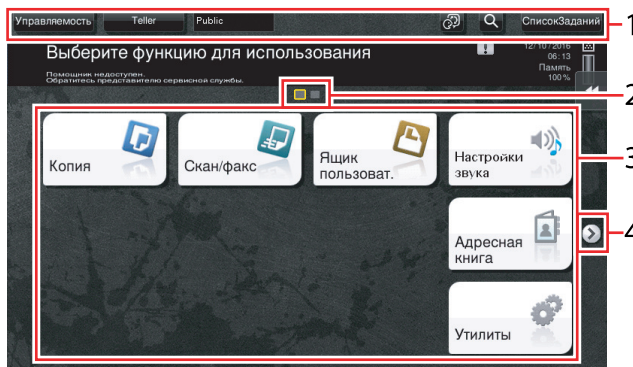 Управляемость Teller Public СписокЗаданий
1
Выберите функцию для использования
12/10/2016
06:13
Помощник недоступен.
Обратитесь представителю сервисной службы.
Память
100%
2
Копия
Скан/факс
Ящик
пользоват.
Настройки
звука
3
4
Адресная
книга
Утилиты